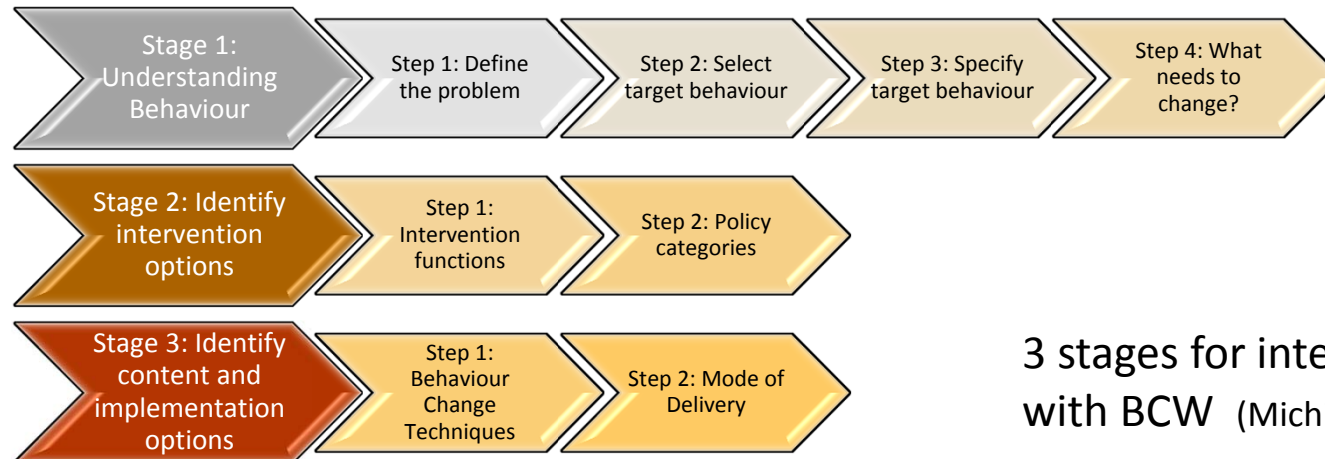 Stage 1:
Understanding
Behaviour
Step 1: Define
the problem
Step 2: Select
target behaviour
Step 3: Specify
target behaviour
Step 4: What
needs to
change?
Stage 2: Identify
intervention
options
Step 1:
Intervention
functions
Step 2: Policy
categories
Stage 3: Identify
content and
implementation
options
Step 1:
Behaviour
Change
Techniques
Step 2: Mode of
Delivery
3 stages for
with BCW